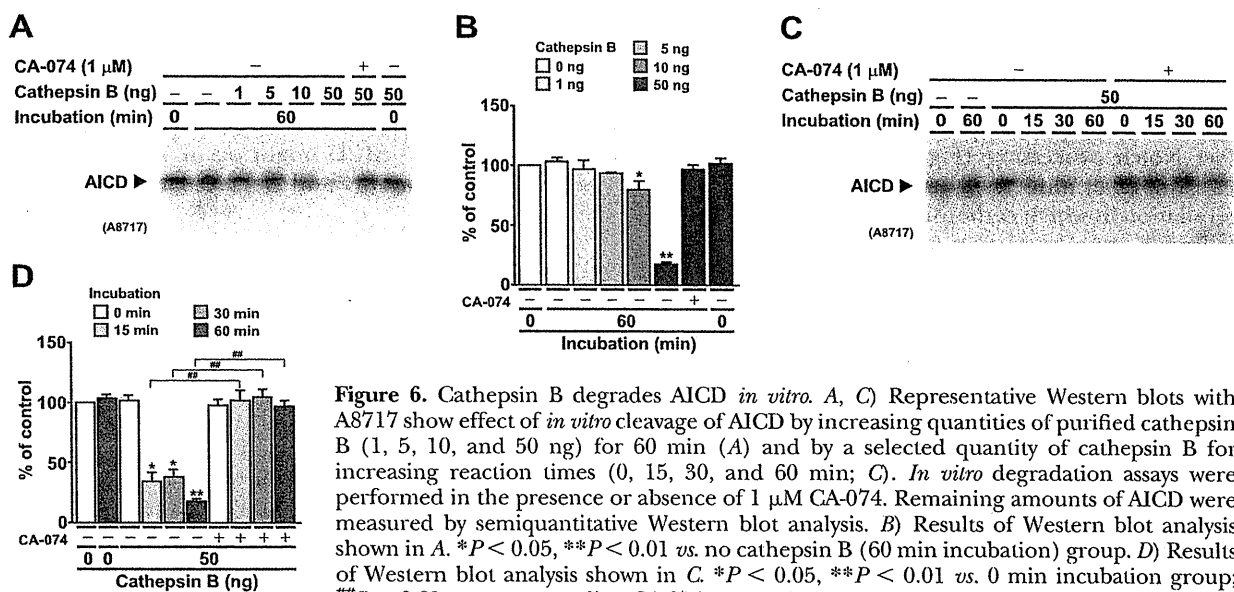 A
CA-074 (1 μM) − + −
Cathepsin B (ng) − − 1 5 10 50 50 50
Incubation (min) 0 60 0
AICD ►
(A8717)
B
Cathepsin B
0 ng
1 ng
5 ng
10 ng
50 ng
% of control
150
100
50
0
* **
CA-074 − − − − − − + −
0 60 0
Incubation (min)
C
CA-074 (1 μM) − +
Cathepsin B (ng) − − 50
Incubation (min) 0 60 0 15 30 60 0 15 30 60
AICD ►
(A8717)
D
Incubation
0 min
15 min
30 min
60 min
% of control
150
100
50
0
##
##
##
* * **
CA-074 − − − − − − + + + +
0 0 50
Cathepsin B (ng)
Figure 6. Cathepsin B degrades AICD in vitro. A, C) Representative Western blots with
A8717 show effect of in vitro cleavage of AICD by increasing quantities of purified cathepsin
B (1, 5, 10, and 50 ng) for 60 min (A) and by a selected quantity of cathepsin B for
increasing reaction times (0, 15, 30, and 60 min; C). In vitro degradation assays were
performed in the presence or absence of 1 μM CA-074. Remaining amounts of AICD were
measured by semiquantitative Western blot analysis. B) Results of Western blot analysis
shown in A. *P < 0.05, **P < 0.01 vs. no cathepsin B (60 min incubation) group. D) Results
of Western blot analysis shown in C. *P < 0.05, **P < 0.01 vs. 0 min incubation group;